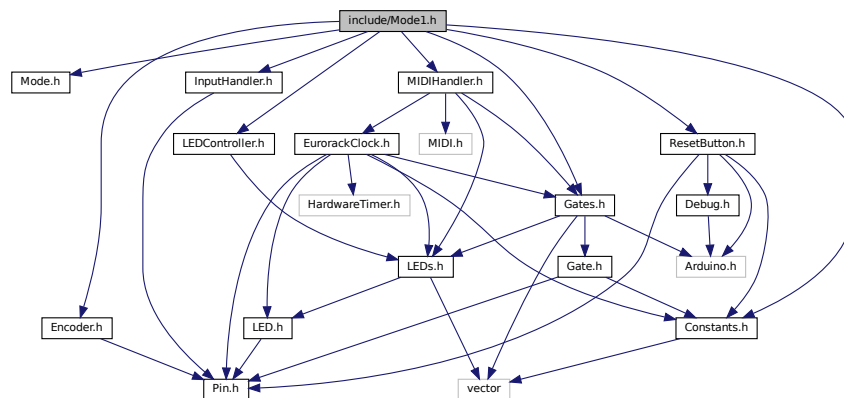 include/Mode1.h
Mode.h
InputHandler.h
MIDIHandler.h
LEDController.h
EurorackClock.h
MIDI.h
ResetButton.h
HardwareTimer.h
Gates.h
Debug.h
LEDs.h
Gate.h
Arduino.h
Encoder.h
LED.h
Constants.h
Pin.h
vector